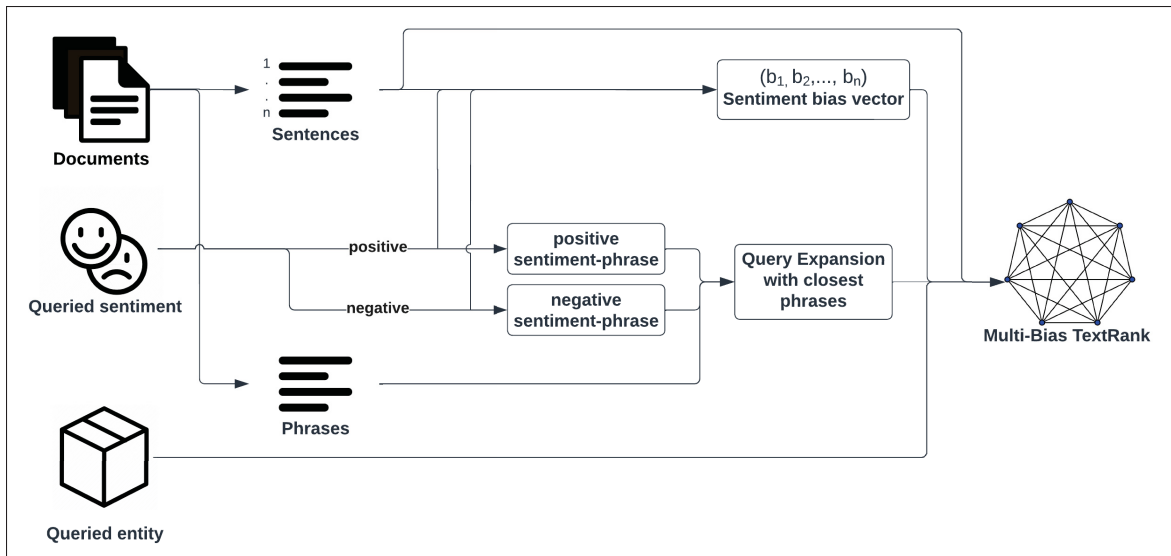 1
.
.
n
Sentences
Documents
(b1, b2,..., bn)
Sentiment bias vector
Queried sentiment
positive
negative
positive
sentiment-phrase
negative
sentiment-phrase
Query Expansion
with closest
phrases
Multi-Bias TextRank
Phrases
Queried entity